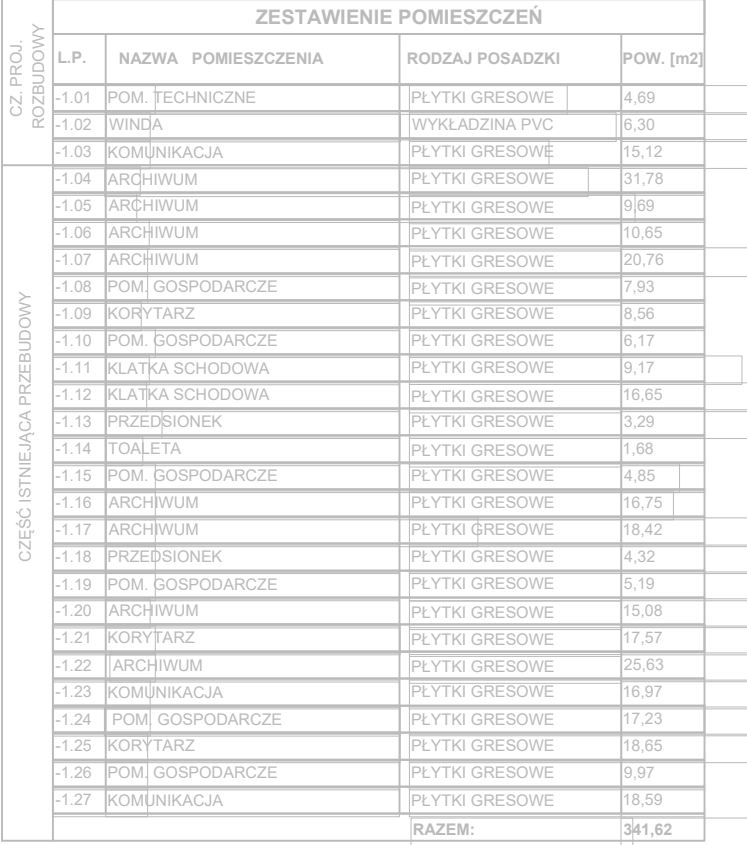 ZESTAWIENIE POMIESZCZEŃ
CZ. PROJ.
ROZBUDOWY
L.P. NAZWA POMIESZCZENIA RODZAJ POSADZKI POW. [m2]
-1.01 POM. TECHNICZNE PŁYTKI GRESOWE 4,69
-1.02 WINDA WYKŁADZINA PVC 6,30
-1.03 KOMUNIKACJA PŁYTKI GRESOWE 15,12
CZĘŚĆ ISTNIEJĄCA PRZEBUDOWY
-1.04 ARCHIWUM PŁYTKI GRESOWE 31,78
-1.05 ARCHIWUM PŁYTKI GRESOWE 9,69
-1.06 ARCHIWUM PŁYTKI GRESOWE 10,65
-1.07 ARCHIWUM PŁYTKI GRESOWE 20,76
-1.08 POM. GOSPODARCZE PŁYTKI GRESOWE 7,93
-1.09 KORYTARZ PŁYTKI GRESOWE 8,56
-1.10 POM. GOSPODARCZE PŁYTKI GRESOWE 6,17
-1.11 KLATKA SCHODOWA PŁYTKI GRESOWE 9,17
-1.12 KLATKA SCHODOWA PŁYTKI GRESOWE 16,65
-1.13 PRZEDSIONEK PŁYTKI GRESOWE 3,29
-1.14 TOALETA PŁYTKI GRESOWE 1,68
-1.15 POM. GOSPODARCZE PŁYTKI GRESOWE 4,85
-1.16 ARCHIWUM PŁYTKI GRESOWE 16,75
-1.17 ARCHIWUM PŁYTKI GRESOWE 18,42
-1.18 PRZEDSIONEK PŁYTKI GRESOWE 4,32
-1.19 POM. GOSPODARCZE PŁYTKI GRESOWE 5,19
-1.20 ARCHIWUM PŁYTKI GRESOWE 15,08
-1.21 KORYTARZ PŁYTKI GRESOWE 17,57
-1.22 ARCHIWUM PŁYTKI GRESOWE 25,63
-1.23 KOMUNIKACJA PŁYTKI GRESOWE 16,97
-1.24 POM. GOSPODARCZE PŁYTKI GRESOWE 17,23
-1.25 KORYTARZ PŁYTKI GRESOWE 18,65
-1.26 POM. GOSPODARCZE PŁYTKI GRESOWE 9,97
-1.27 KOMUNIKACJA PŁYTKI GRESOWE 18,59
RAZEM: 341,62